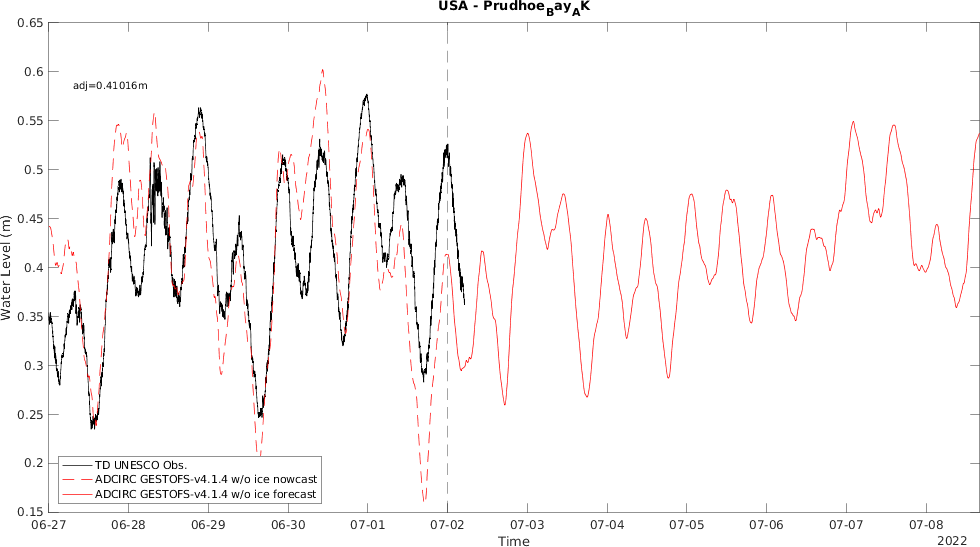 USA - PrudhoeBayAK
0.65
0.6
0.55
0.5
0.45
0.4
0.35
0.3
0.25
0.2
0.15
Water Level (m)
adj=0.41016m
TD UNESCO Obs.
ADCIRC GESTOFS-v4.1.4 w/o ice nowcast
ADCIRC GESTOFS-v4.1.4 w/o ice forecast
06-27 06-28 06-29 06-30 07-01 07-02 07-03 07-04 07-05 07-06 07-07 07-08
Time
2022